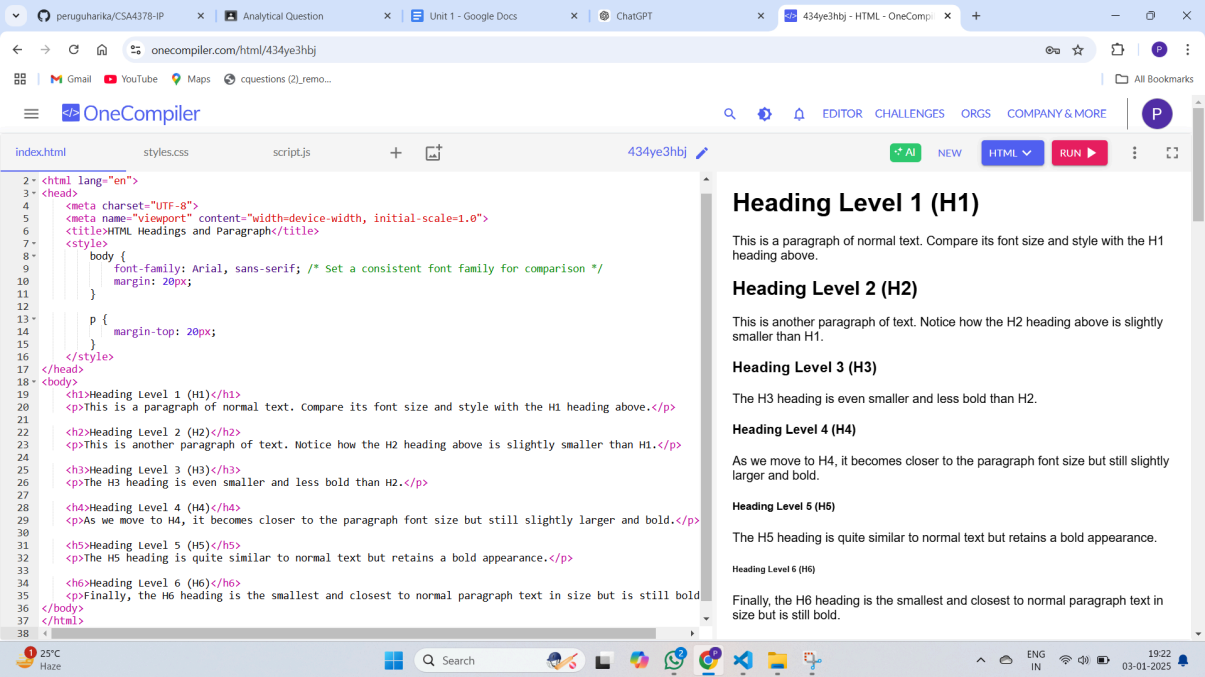 peruguharika/CSA4378-IP
Analytical Question
Unit 1 - Google Docs
ChatGPT
434ye3hbj - HTML - OneCompil
onecompiler.com/html/434ye3hbj
P
Gmail
YouTube
Maps
cquestions (2)_remo...
All Bookmarks
</> OneCompiler
EDITOR
CHALLENGES
ORGS
COMPANY & MORE
P
index.html
styles.css
script.js
434ye3hbj
AI
NEW
HTML
RUN
2 <html lang="en">
3 <head>
4 <meta charset="UTF-8">
5 <meta name="viewport" content="width=device-width, initial-scale=1.0">
6 <title>HTML Headings and Paragraph</title>
7 <style>
8 body {
9 font-family: Arial, sans-serif; /* Set a consistent font family for comparison */
10 margin: 20px;
11 }
12
13 p {
14 margin-top: 20px;
15 }
16 </style>
17 </head>
18 <body>
19 <h1>Heading Level 1 (H1)</h1>
20 <p>This is a paragraph of normal text. Compare its font size and style with the H1 heading above.</p>
21
22 <h2>Heading Level 2 (H2)</h2>
23 <p>This is another paragraph of text. Notice how the H2 heading above is slightly smaller than H1.</p>
24
25 <h3>Heading Level 3 (H3)</h3>
26 <p>The H3 heading is even smaller and less bold than H2.</p>
27
28 <h4>Heading Level 4 (H4)</h4>
29 <p>As we move to H4, it becomes closer to the paragraph font size but still slightly larger and bold.</p>
30
31 <h5>Heading Level 5 (H5)</h5>
32 <p>The H5 heading is quite similar to normal text but retains a bold appearance.</p>
33
34 <h6>Heading Level 6 (H6)</h6>
35 <p>Finally, the H6 heading is the smallest and closest to normal paragraph text in size but is still bold
36 </body>
37 </html>
38
Heading Level 1 (H1)
This is a paragraph of normal text. Compare its font size and style with the H1
heading above.
Heading Level 2 (H2)
This is another paragraph of text. Notice how the H2 heading above is slightly
smaller than H1.
Heading Level 3 (H3)
The H3 heading is even smaller and less bold than H2.
Heading Level 4 (H4)
As we move to H4, it becomes closer to the paragraph font size but still slightly
larger and bold.
Heading Level 5 (H5)
The H5 heading is quite similar to normal text but retains a bold appearance.
Heading Level 6 (H6)
Finally, the H6 heading is the smallest and closest to normal paragraph text in
size but is still bold.
1
25°C
Haze
Search
2
P
ENG
IN
19:22
03-01-2025